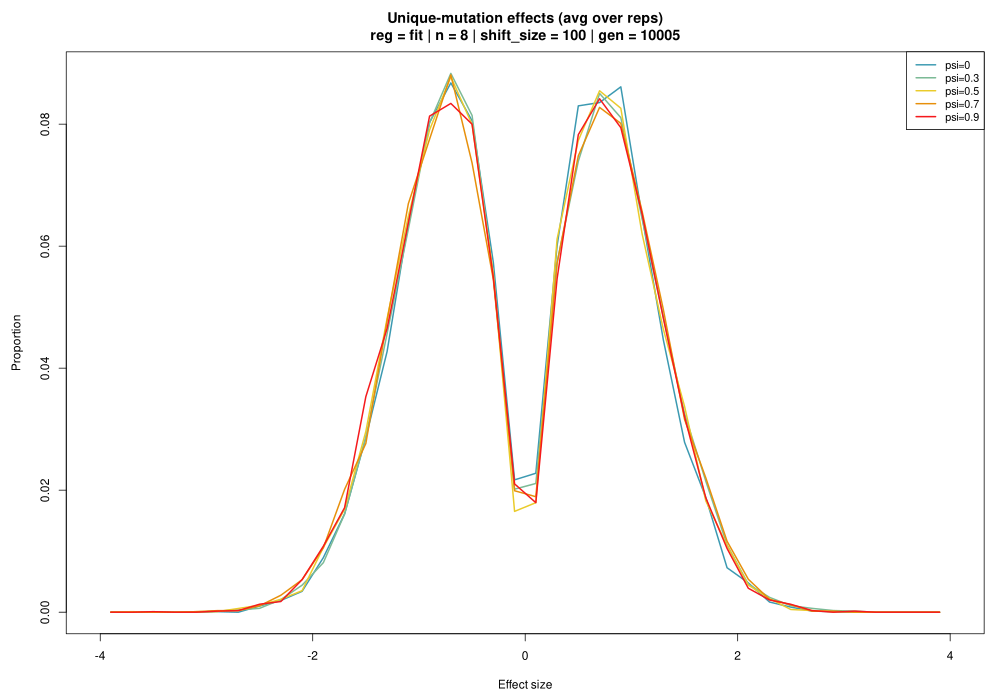 Unique-mutation effects (avg over reps)
reg = fit | n = 8 | shift_size = 100 | gen = 10005
psi=0
psi=0.3
psi=0.5
psi=0.7
psi=0.9
Proportion
0.08
0.06
0.04
0.02
0.00
-4
-2
0
2
4
Effect size